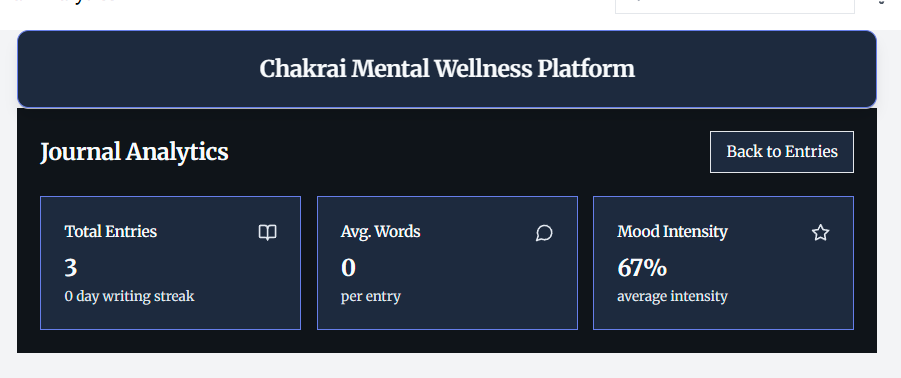 Chakrai Mental Wellness Platform
Journal Analytics
Back to Entries
Total Entries
3
0 day writing streak
Avg. Words
0
per entry
Mood Intensity
67%
average intensity